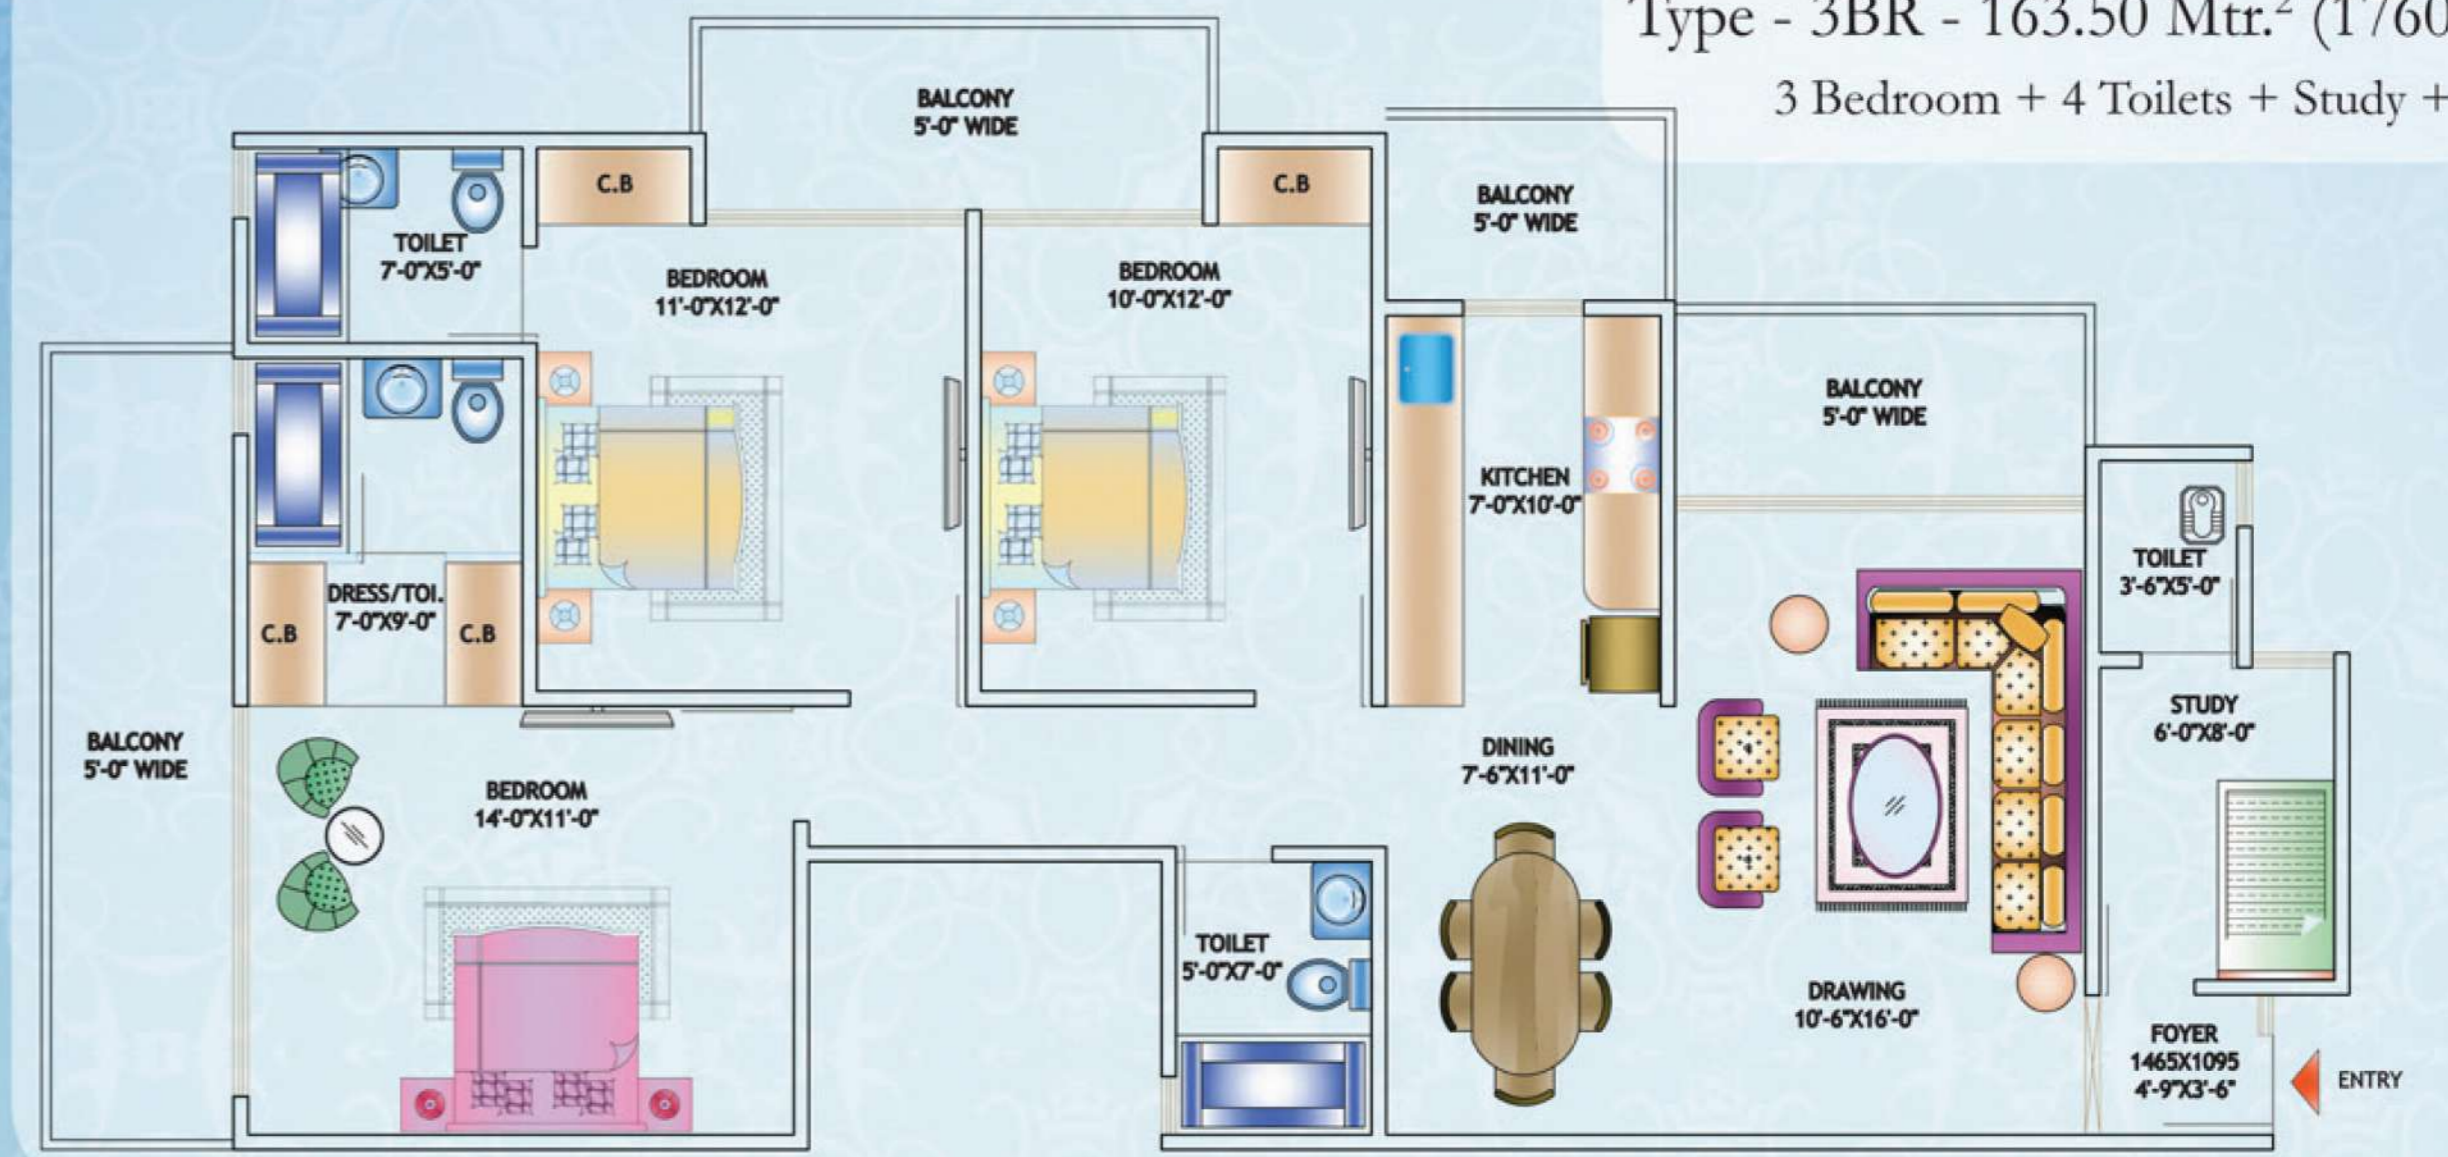 Type - 3BR - 163.50 Mtr.² (1760
3 Bedroom + 4 Toilets + Study +
BALCONY
5'-0" WIDE
C.B
C.B
BALCONY
5'-0" WIDE
TOILET
7'-0"X5'-0"
BEDROOM
11'-0"X12'-0"
BEDROOM
10'-0"X12'-0"
BALCONY
5'-0" WIDE
KITCHEN
7'-0"X10'-0"
TOILET
3'-6"X5'-0"
DRESS/TOI.
7'-0"X9'-0"
C.B
C.B
STUDY
6'-0"X8'-0"
BALCONY
5'-0" WIDE
BEDROOM
14'-0"X11'-0"
DINING
7'-6"X11'-0"
TOILET
5'-0"X7'-0"
DRAWING
10'-6"X16'-0"
FOYER
1465X1095
4'-9"X3'-6"
ENTRY